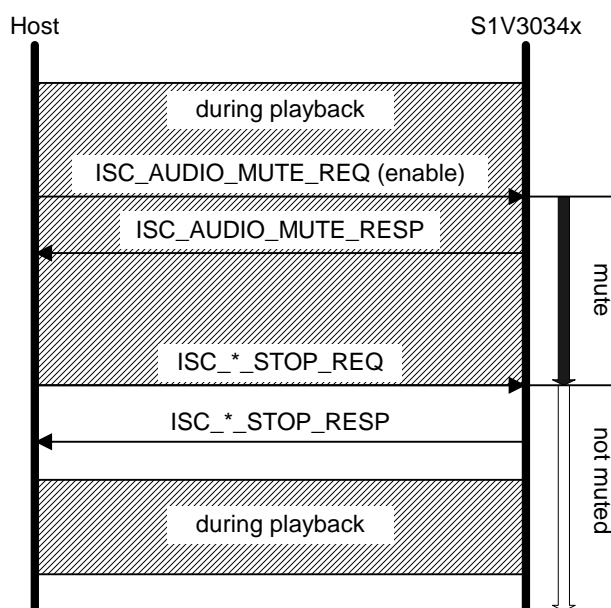 Host
S1V3034x
during playback
ISC_AUDIO_MUTE_REQ (enable)
ISC_AUDIO_MUTE_RESP
mute
ISC_*_STOP_REQ
ISC_*_STOP_RESP
not muted
during playback